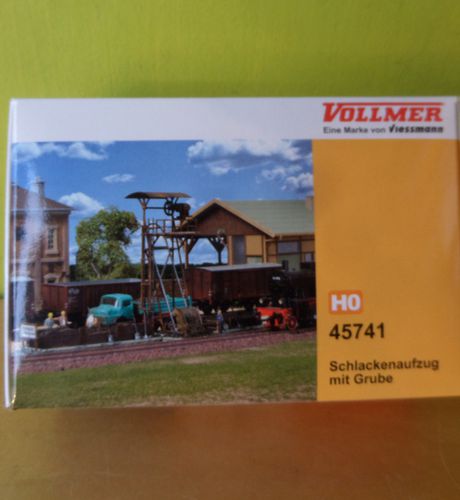 VOLLMER
Eine Marke von Viessmann
H0
45741
Schlackenaufzug
mit Grube